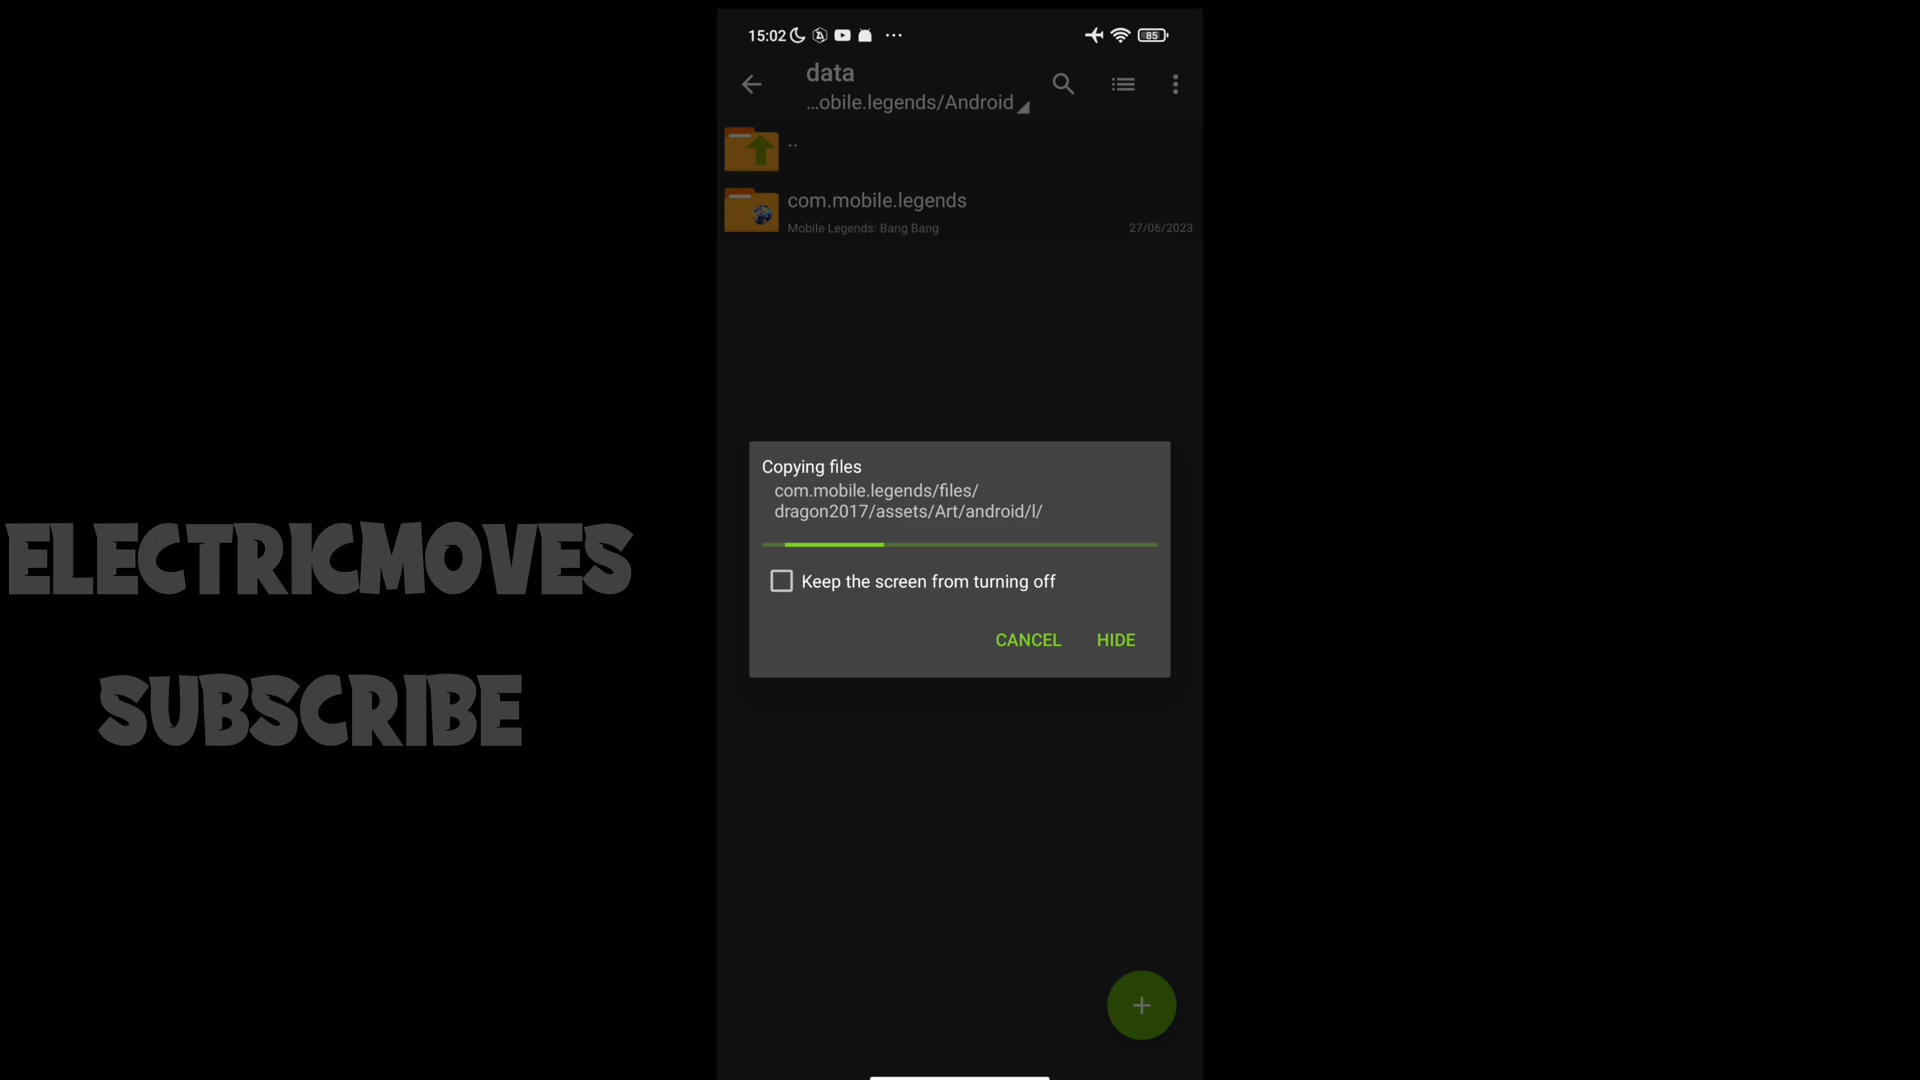 15:02
85
data
...obile.legends/Android
..
com.mobile.legends
Mobile Legends: Bang Bang
27/06/2023
Copying files
com.mobile.legends/files/
dragon2017/assets/Art/android/l/
Keep the screen from turning off
CANCEL HIDE
ELECTRICMOVES
SUBSCRIBE